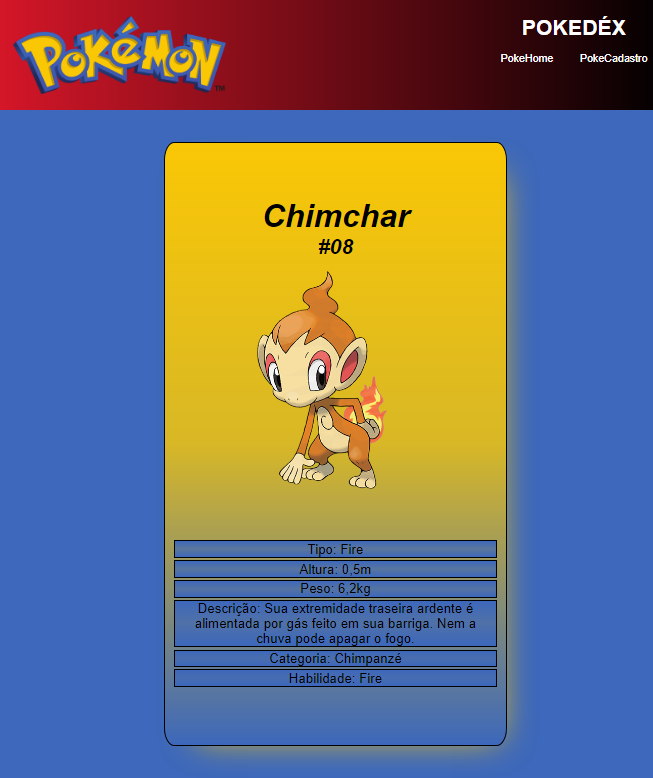 POKéMON
TM
POKEDÉX
PokeHome PokeCadastro
Chimchar
#08
Tipo: Fire
Altura: 0,5m
Peso: 6,2kg
Descrição: Sua extremidade traseira ardente é
alimentada por gás feito em sua barriga. Nem a
chuva pode apagar o fogo.
Categoria: Chimpanzé
Habilidade: Fire